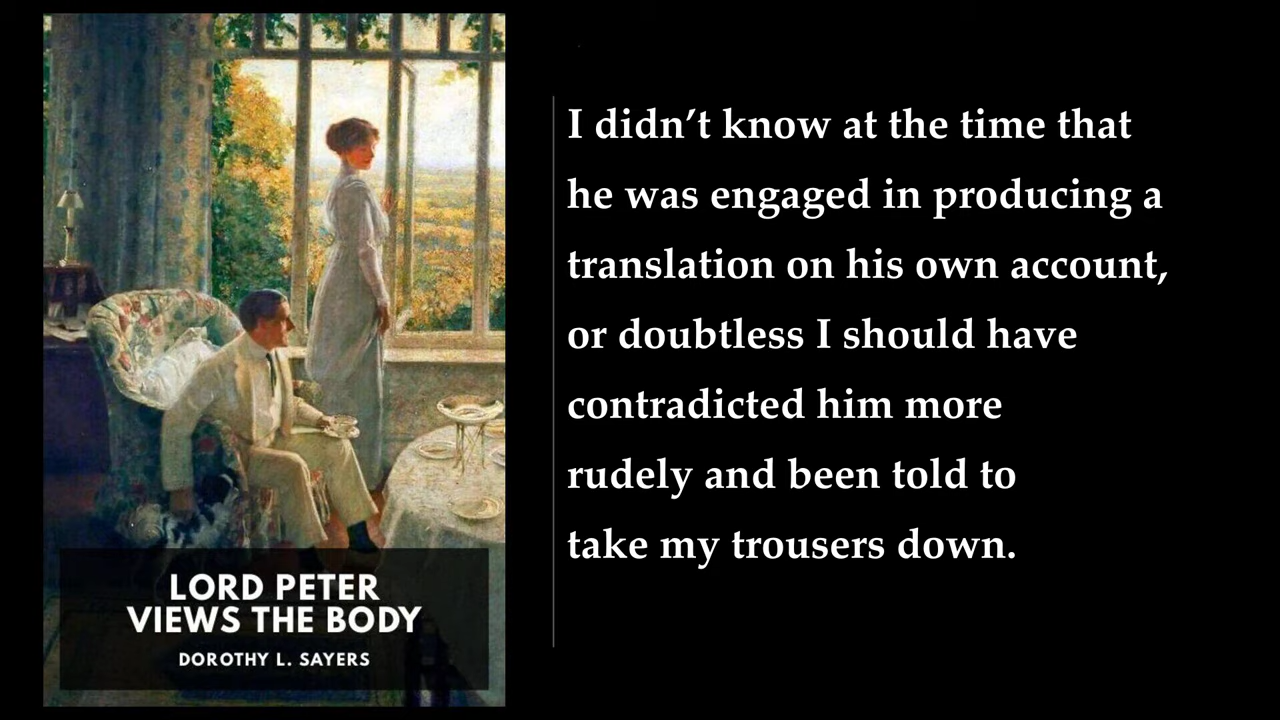 LORD PETER
VIEWS THE BODY
DOROTHY L. SAYERS
I didn’t know at the time that
he was engaged in producing a
translation on his own account,
or doubtless I should have
contradicted him more
rudely and been told to
take my trousers down.